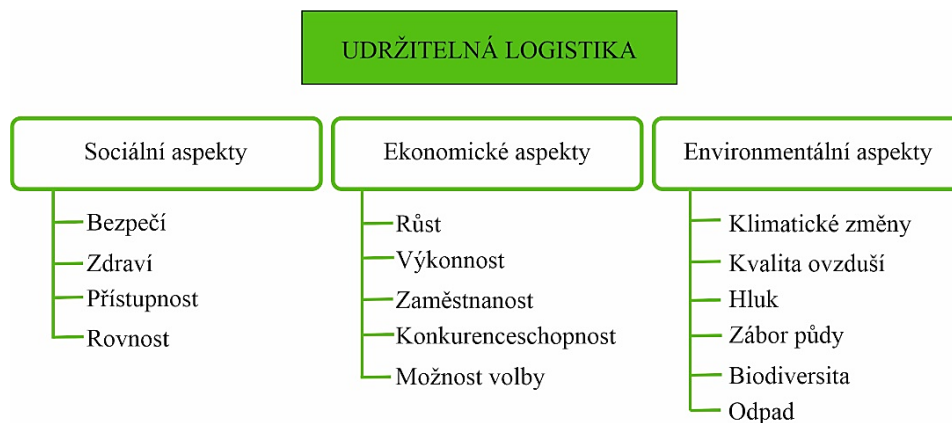 UDRŽITELNÁ LOGISTIKA
Sociální aspekty
Bezpečí
Zdraví
Přístupnost
Rovnost
Ekonomické aspekty
Růst
Výkonnost
Zaměstnanost
Konkurenceschopnost
Možnost volby
Environmentální aspekty
Klimatické změny
Kvalita ovzduší
Hluk
Zábor půdy
Biodiversita
Odpad